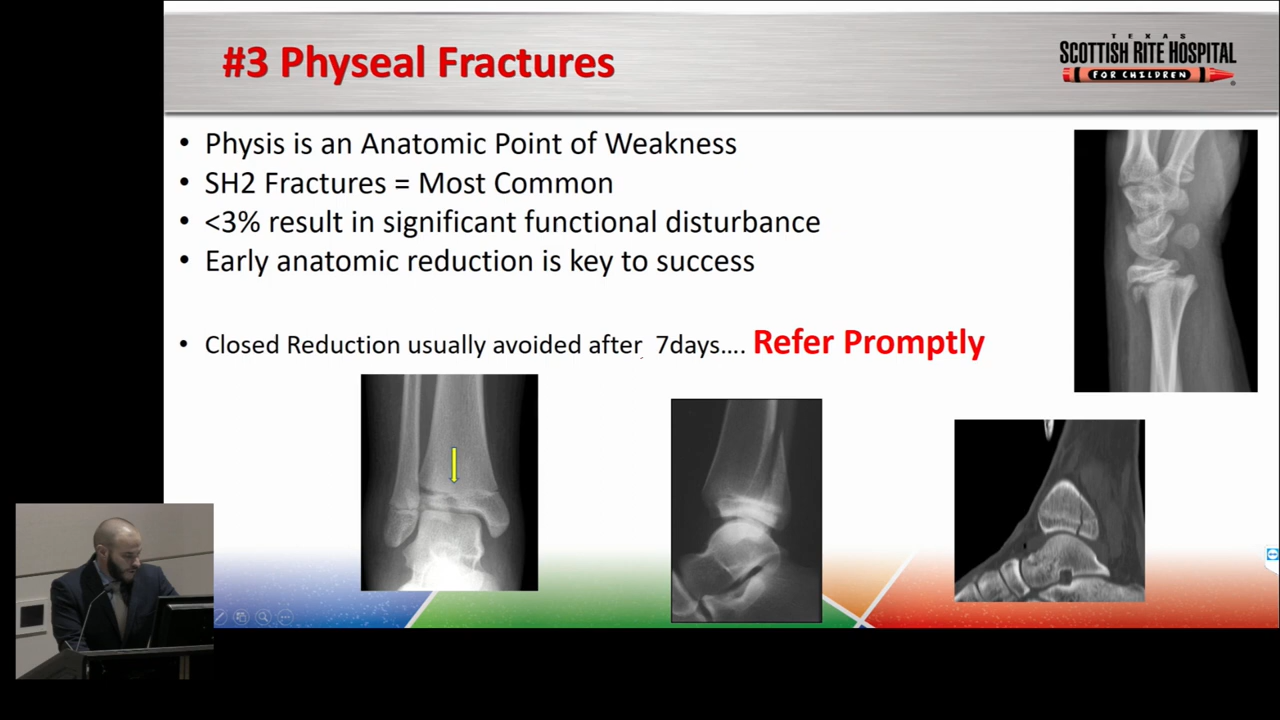 #3 Physeal Fractures
TEXAS
SCOTTISH RITE HOSPITAL
FOR CHILDREN
• Physis is an Anatomic Point of Weakness
• SH2 Fractures = Most Common
• <3% result in significant functional disturbance
• Early anatomic reduction is key to success
• Closed Reduction usually avoided after 7days.... Refer Promptly